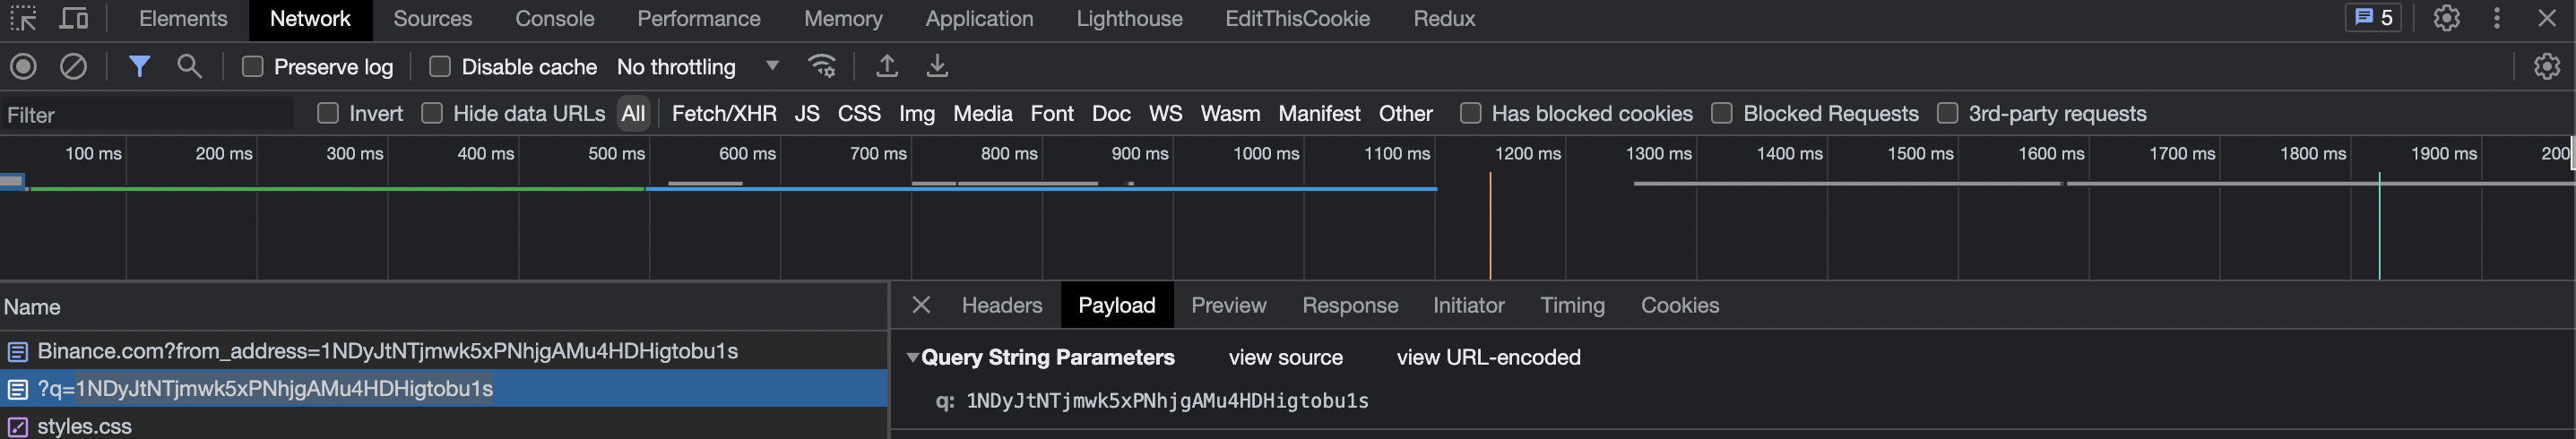 Elements Network Sources Console Performance Memory Application Lighthouse EditThisCookie Redux 5
Preserve log Disable cache No throttling
Filter Invert Hide data URLs All Fetch/XHR JS CSS Img Media Font Doc WS Wasm Manifest Other Has blocked cookies Blocked Requests 3rd-party requests
100 ms 200 ms 300 ms 400 ms 500 ms 600 ms 700 ms 800 ms 900 ms 1000 ms 1100 ms 1200 ms 1300 ms 1400 ms 1500 ms 1600 ms 1700 ms 1800 ms 1900 ms 200
Name
Binance.com?from_address=1NDyJtNTjmwk5xPNhjgAMu4HDHigtobu1s
?q=1NDyJtNTjmwk5xPNhjgAMu4HDHigtobu1s
styles.css
Headers Payload Preview Response Initiator Timing Cookies
Query String Parameters view source view URL-encoded
q: 1NDyJtNTjmwk5xPNhjgAMu4HDHigtobu1s